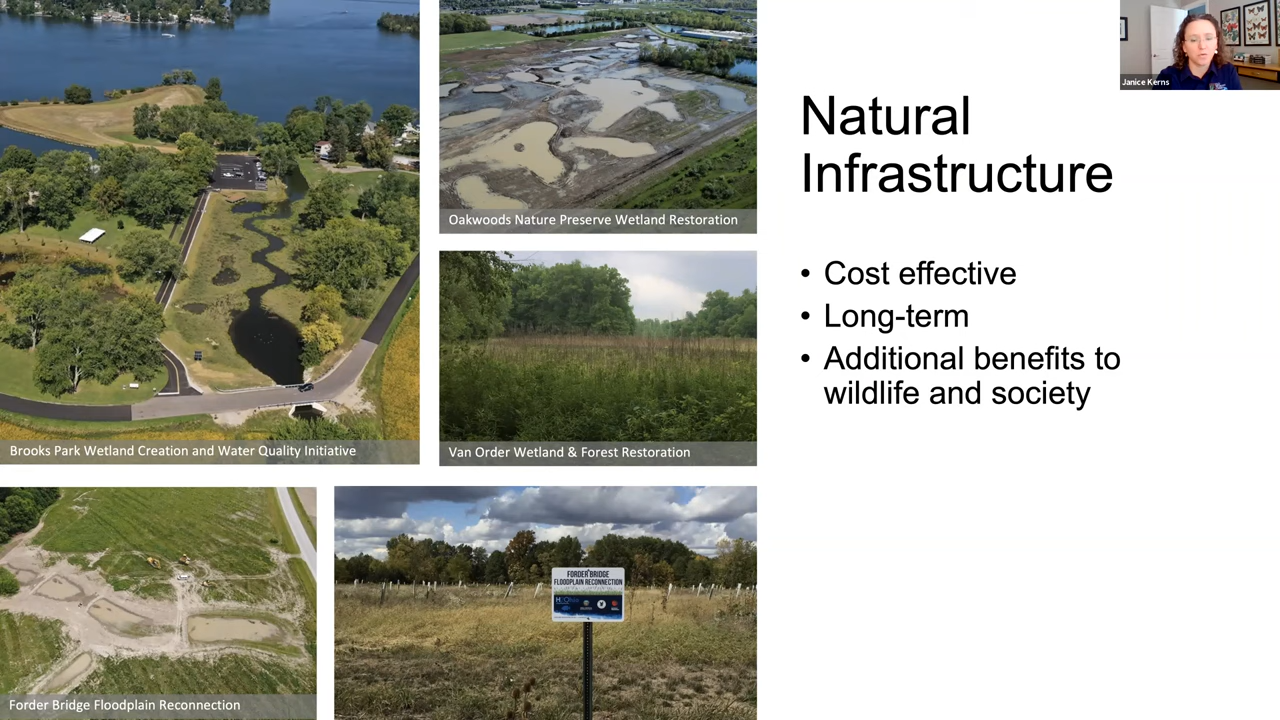 Natural
Infrastructure
• Cost effective
• Long-term
• Additional benefits to
wildlife and society
Janice Kerns
Brooks Park Wetland Creation and Water Quality Initiative
Oakwoods Nature Preserve Wetland Restoration
Van Order Wetland & Forest Restoration
Forder Bridge Floodplain Reconnection
FORDER BRIDGE
FLOODPLAIN RECONNECTION
H2Ohio